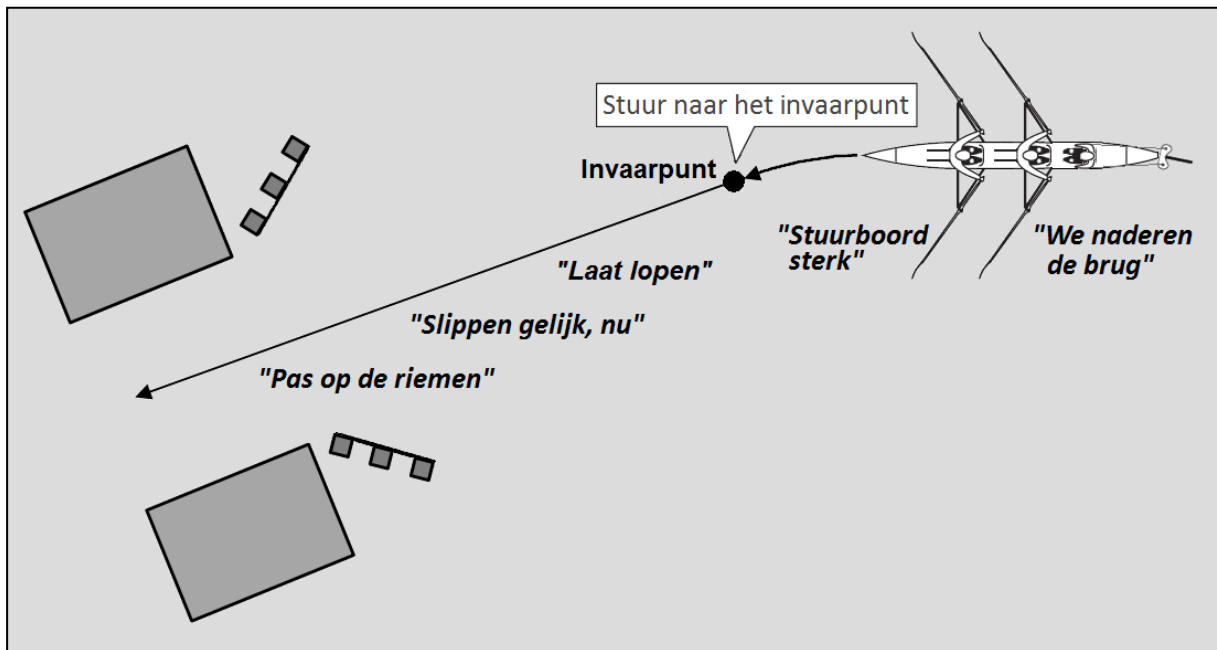 Stuur naar het invaarpunt
Invaarpunt
"Stuurboord
sterk"
"We naderen
de brug"
"Laat lopen"
"Slippen gelijk, nu"
"Pas op de riemen"